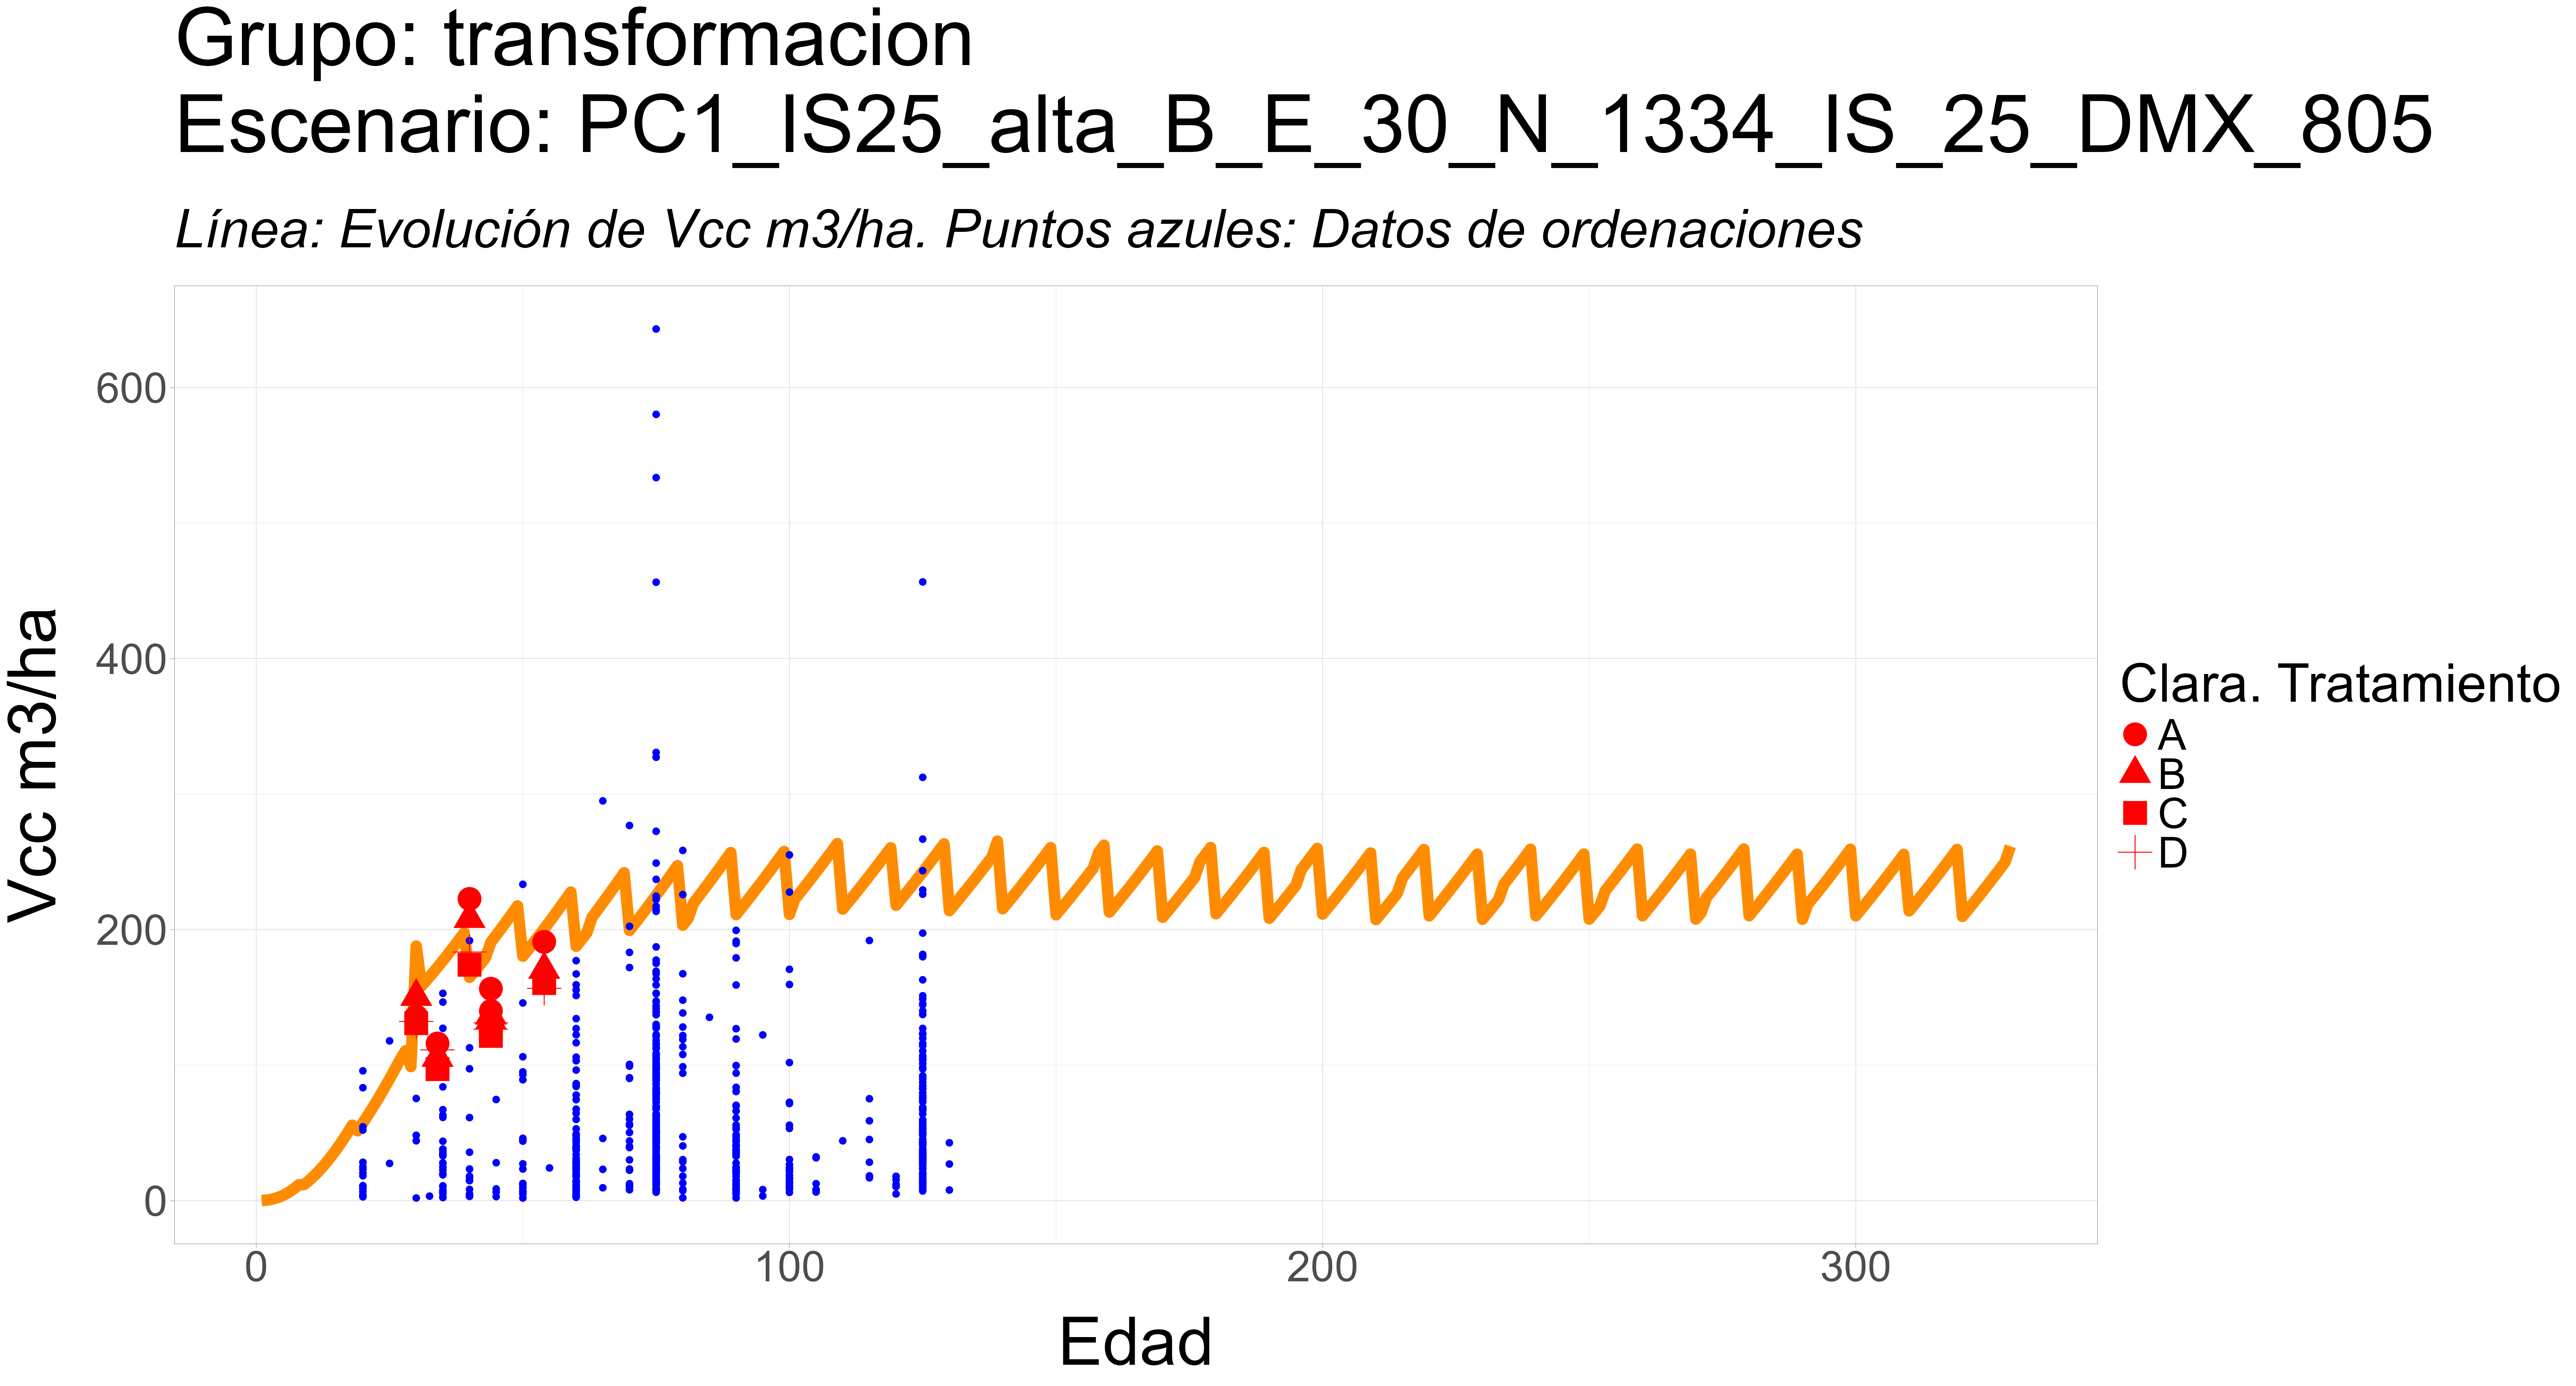 Grupo: transformacion
Escenario: PC1_IS25_alta_B_E_30_N_1334_IS_25_DMX_805
Línea: Evolución de Vcc m3/ha. Puntos azules: Datos de ordenaciones
Vcc m3/ha
600
400
200
0
0
100
200
300
Edad
Clara. Tratamiento
A
B
C
D